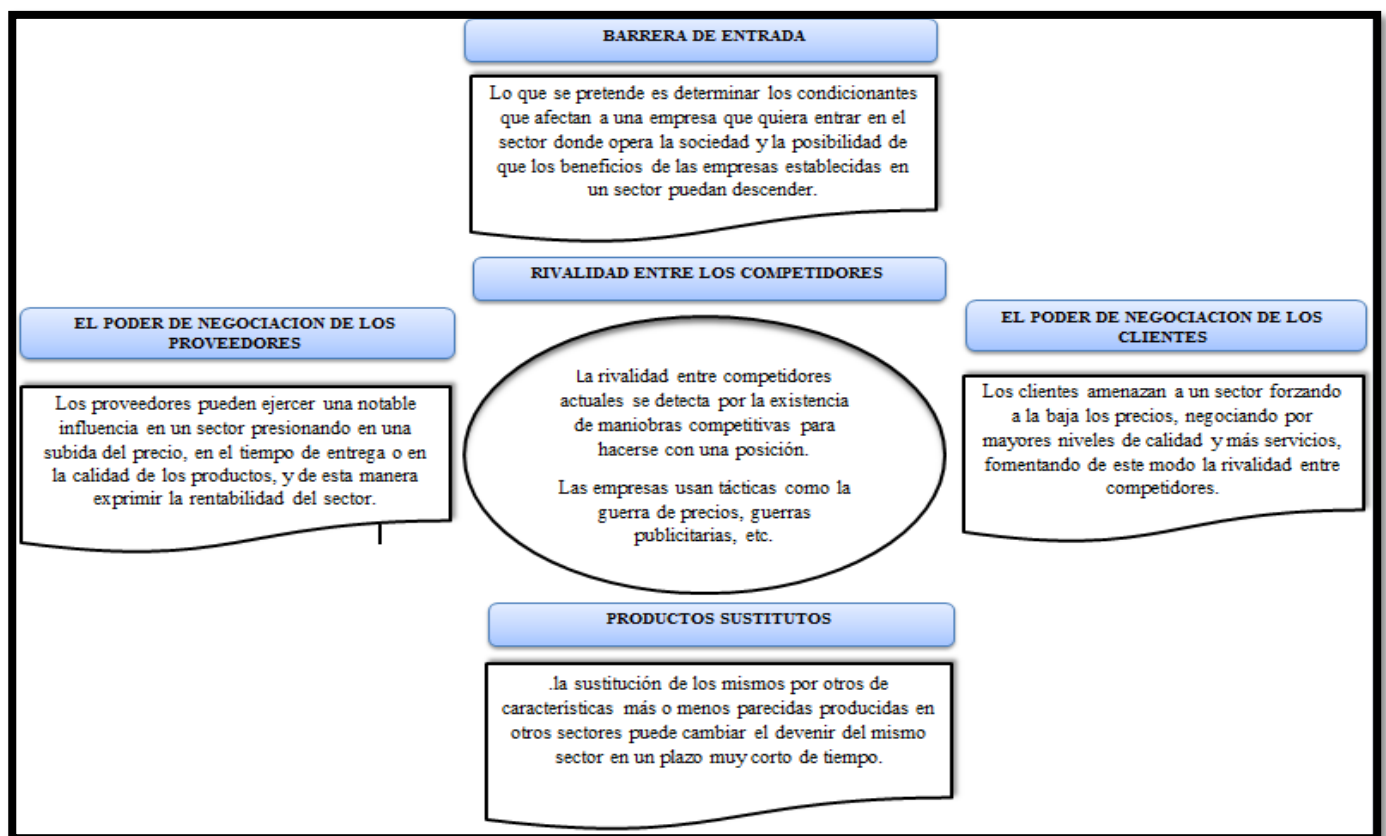 BARRERA DE ENTRADA
Lo que se pretende es determinar los condicionantes
que afectan a una empresa que quiera entrar en el
sector donde opera la sociedad y la posibilidad de
que los beneficios de las empresas establecidas en
un sector puedan descender.
RIVALIDAD ENTRE LOS COMPETIDORES
EL PODER DE NEGOCIACION DE LOS
PROVEEDORES
Los proveedores pueden ejercer una notable
influencia en un sector presionando en una
subida del precio, en el tiempo de entrega o en
la calidad de los productos, y de esta manera
exprimir la rentabilidad del sector.
La rivalidad entre competidores
actuales se detecta por la existencia
de maniobras competitivas para
hacerse con una posición.
Las empresas usan tácticas como la
guerra de precios, guerras
publicitarias, etc.
EL PODER DE NEGOCIACION DE LOS
CLIENTES
Los clientes amenazan a un sector forzando
a la baja los precios, negociando por
mayores niveles de calidad y más servicios,
fomentando de este modo la rivalidad entre
competidores.
PRODUCTOS SUSTITUTOS
.la sustitución de los mismos por otros de
características más o menos parecidas producidas en
otros sectores puede cambiar el devenir del mismo
sector en un plazo muy corto de tiempo.